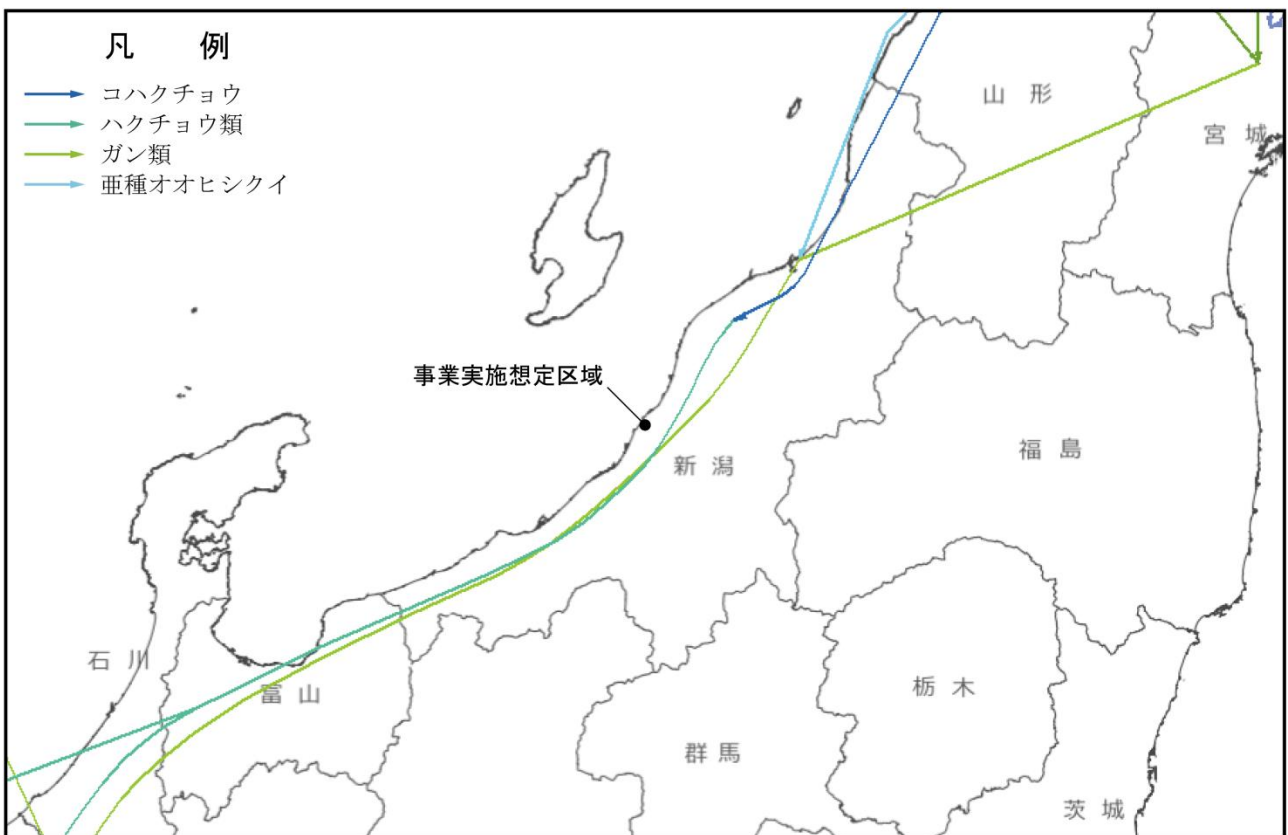 凡 例
コハクチョウ
ハクチョウ類
ガン類
亜種オオヒシクイ
山形
宮城
事業実施想定区域
福島
新潟
石川
富山
栃木
群馬
茨城